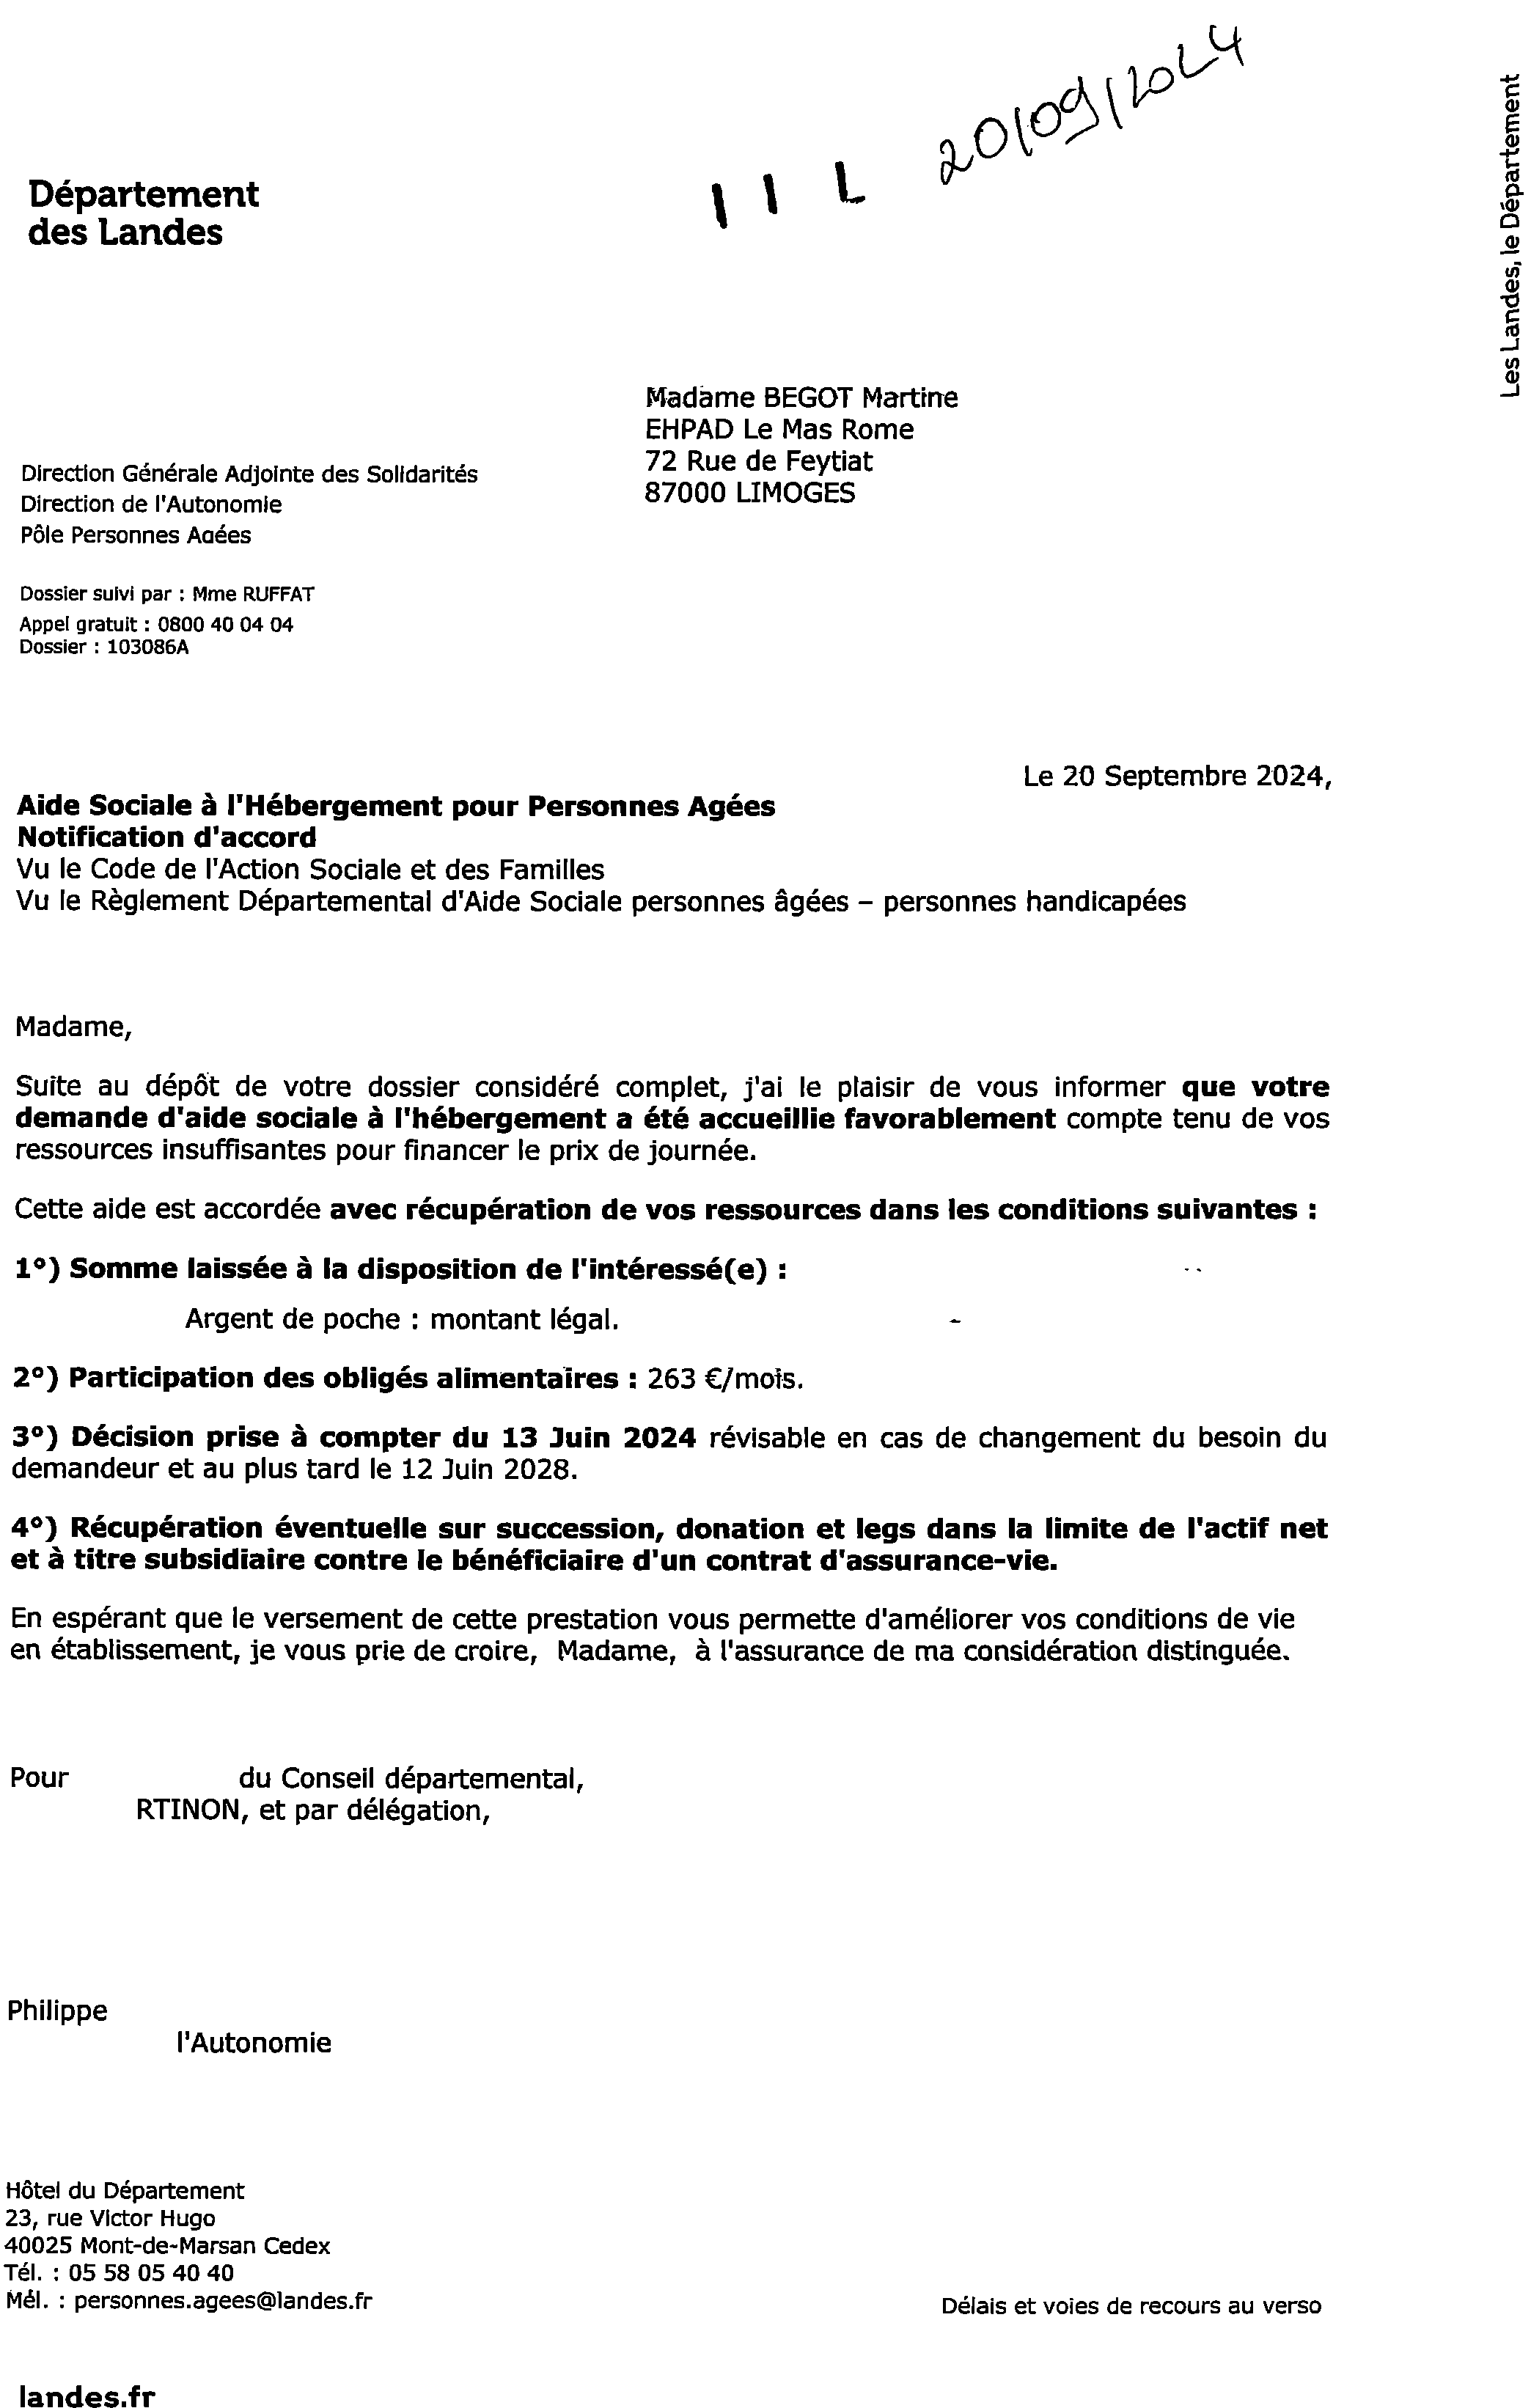 20/09/2024
Les Landes, le Département
Département
des Landes
Madame BEGOT Martine
EHPAD Le Mas Rome
72 Rue de Feytiat
87000 LIMOGES
Direction Générale Adjointe des Solidarités
Direction de l'Autonomie
Pôle Personnes Agées
Dossier suivi par : Mme RUFFAT
Appel gratuit : 0800 40 04 04
Dossier : 103086A
Le 20 Septembre 2024,
Aide Sociale à l'Hébergement pour Personnes Agées
Notification d'accord
Vu le Code de l'Action Sociale et des Familles
Vu le Règlement Départemental d'Aide Sociale personnes âgées – personnes handicapées
Madame,
Suite au dépôt de votre dossier considéré complet, j'ai le plaisir de vous informer que votre
demande d'aide sociale à l'hébergement a été accueillie favorablement compte tenu de vos
ressources insuffisantes pour financer le prix de journée.
Cette aide est accordée avec récupération de vos ressources dans les conditions suivantes :
1°) Somme laissée à la disposition de l'intéressé(e) :
Argent de poche : montant légal.
2°) Participation des obligés alimentaires : 263 €/mois.
3°) Décision prise à compter du 13 Juin 2024 révisable en cas de changement du besoin du
demandeur et au plus tard le 12 Juin 2028.
4°) Récupération éventuelle sur succession, donation et legs dans la limite de l'actif net
et à titre subsidiaire contre le bénéficiaire d'un contrat d'assurance-vie.
En espérant que le versement de cette prestation vous permette d'améliorer vos conditions de vie
en établissement, je vous prie de croire, Madame, à l'assurance de ma considération distinguée.
Pour du Conseil départemental,
RTINON, et par délégation,
Philippe
l'Autonomie
Hôtel du Département
23, rue Victor Hugo
40025 Mont-de-Marsan Cedex
Tél. : 05 58 05 40 40
Mél. : personnes.agees@landes.fr
Délais et voies de recours au verso
landes.fr